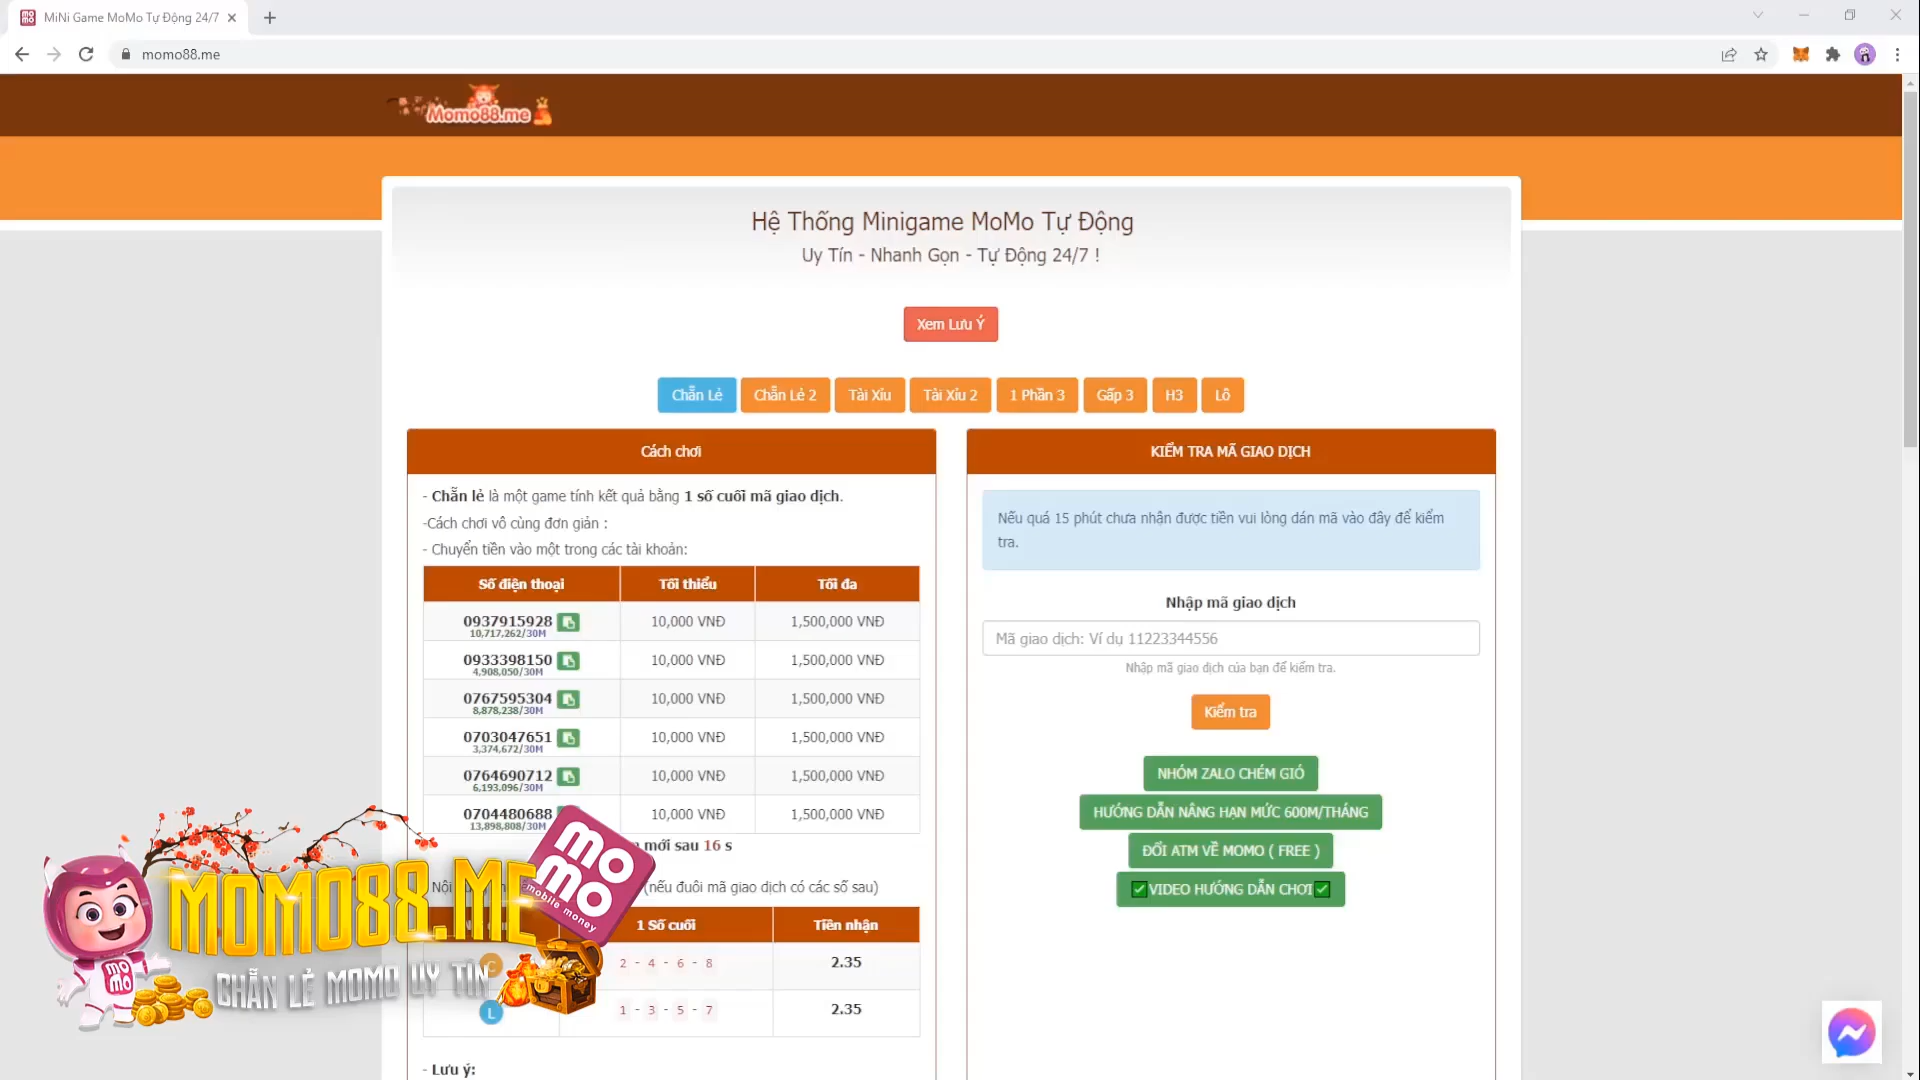 MiNi Game MoMo Tự Động 24/7
momo88.me
Momo88.me
Hệ Thống Minigame MoMo Tự Động
Uy Tín - Nhanh Gọn - Tự Động 24/7 !
Xem Lưu Ý
Chẵn Lẻ Chẵn Lẻ 2 Tài Xỉu Tài Xỉu 2 1 Phần 3 Gấp 3 H3 Lô
Cách chơi
- Chẵn lẻ là một game tính kết quả bằng 1 số cuối mã giao dịch.
-Cách chơi vô cùng đơn giản :
- Chuyển tiền vào một trong các tài khoản:
Số điện thoại Tối thiểu Tối đa
0937915928 10,000 VNĐ 1,500,000 VNĐ
10,717,262/30M
0933398150 10,000 VNĐ 1,500,000 VNĐ
4,908,050/30M
0767595304 10,000 VNĐ 1,500,000 VNĐ
8,878,238/30M
0703047651 10,000 VNĐ 1,500,000 VNĐ
3,374,672/30M
0764690712 10,000 VNĐ 1,500,000 VNĐ
6,193,096/30M
0704480688 10,000 VNĐ 1,500,000 VNĐ
13,898,808/30M
mới sau 16 s
Nội (nếu đuôi mã giao dịch có các số sau)
1 Số cuối Tiền nhận
C 2 - 4 - 6 - 8 2.35
L 1 - 3 - 5 - 7 2.35
- Lưu ý:
KIỂM TRA MÃ GIAO DỊCH
Nếu quá 15 phút chưa nhận được tiền vui lòng dán mã vào đây để kiểm
tra.
Nhập mã giao dịch
Mã giao dịch: Ví dụ 11223344556
Nhập mã giao dịch của bạn để kiểm tra.
Kiểm tra
NHÓM ZALO CHÉM GIÓ
HƯỚNG DẪN NÂNG HẠN MỨC 600M/THÁNG
ĐỔI ATM VỀ MOMO ( FREE )
VIDEO HƯỚNG DẪN CHƠI
MOMO88.ME
CHẴN LẺ MOMO UY TÍN
mo
mo
mobile money
mo
mo